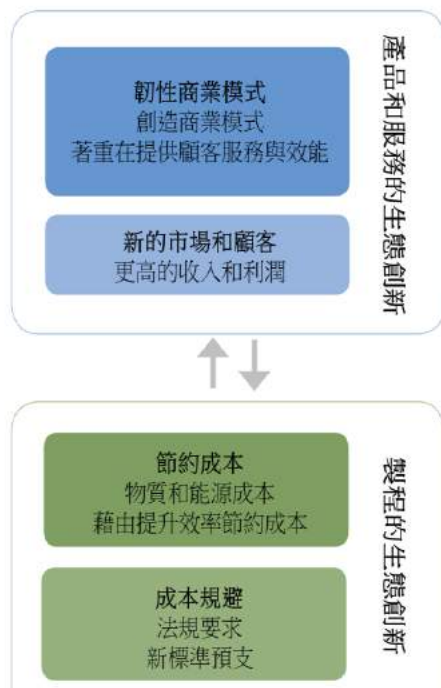 韌性商業模式
創造商業模式
著重在提供顧客服務與效能
新的市場和顧客
更高的收入和利潤
產品和服務的生態創新
節約成本
物質和能源成本
藉由提升效率節約成本
成本規避
法規要求
新標準預支
製程的生態創新